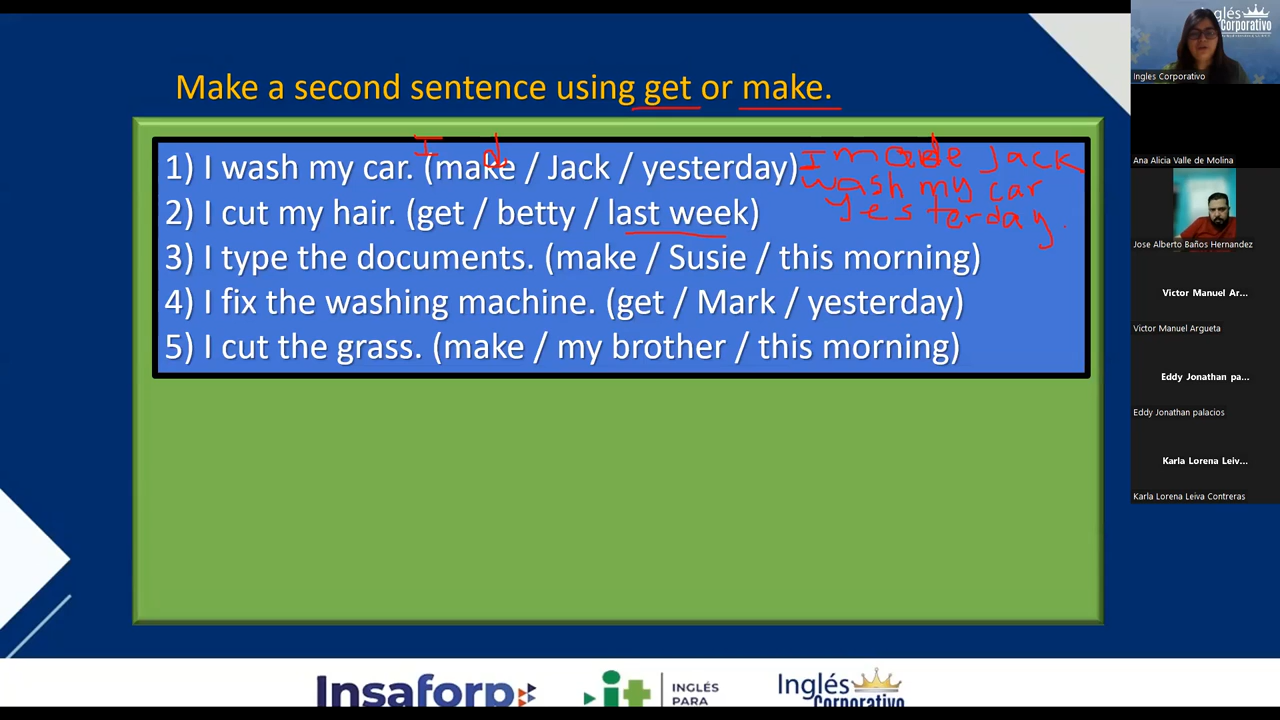 Make a second sentence using get or make.
1) I wash my car. (make / Jack / yesterday)
I d
I made Jack
wash my car
yesterday.
2) I cut my hair. (get / betty / last week)
3) I type the documents. (make / Susie / this morning)
4) I fix the washing machine. (get / Mark / yesterday)
5) I cut the grass. (make / my brother / this morning)
Insaforp
it
INGLÉS
PARA
Inglés
Corporativo
Inglés
Corporativo
Ingles Corporativo
Ana Alicia Valle de Molina
Jose Alberto Baños Hernandez
Victor Manuel Ar...
Victor Manuel Argueta
Eddy Jonathan pa...
Eddy Jonathan palacios
Karla Lorena Leiv...
Karla Lorena Leiva Contreras